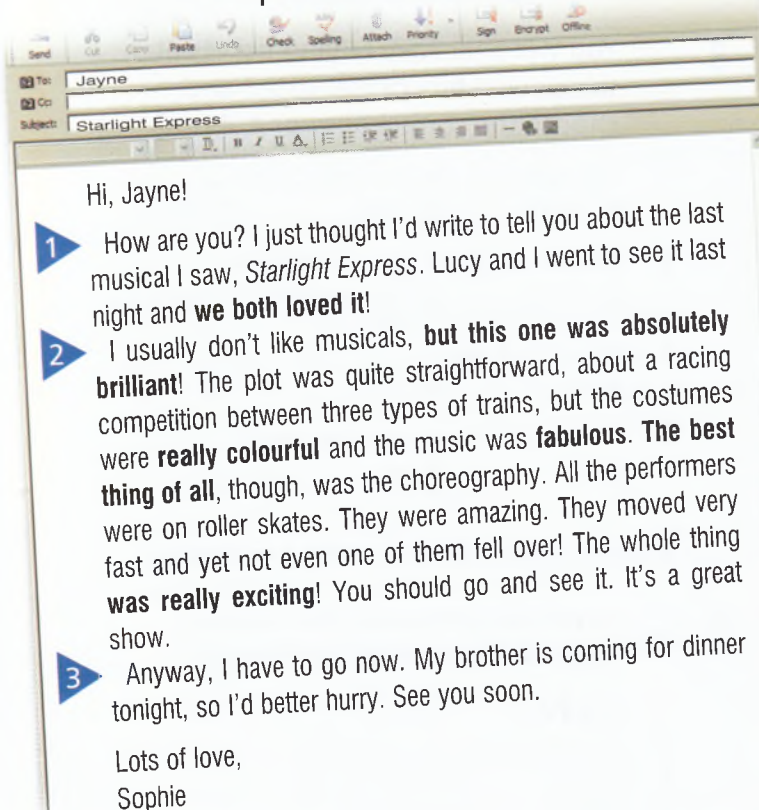 Send Cut Copy Paste Undo Check Spelling Attach Priority Sign Encrypt Offline
To: Jayne
Cc:
Subject: Starlight Express
Hi, Jayne!
1 How are you? I just thought I'd write to tell you about the last
musical I saw, Starlight Express. Lucy and I went to see it last
night and we both loved it!
2 I usually don't like musicals, but this one was absolutely
brilliant! The plot was quite straightforward, about a racing
competition between three types of trains, but the costumes
were really colourful and the music was fabulous. The best
thing of all, though, was the choreography. All the performers
were on roller skates. They were amazing. They moved very
fast and yet not even one of them fell over! The whole thing
was really exciting! You should go and see it. It's a great
show.
3 Anyway, I have to go now. My brother is coming for dinner
tonight, so I'd better hurry. See you soon.
Lots of love,
Sophie